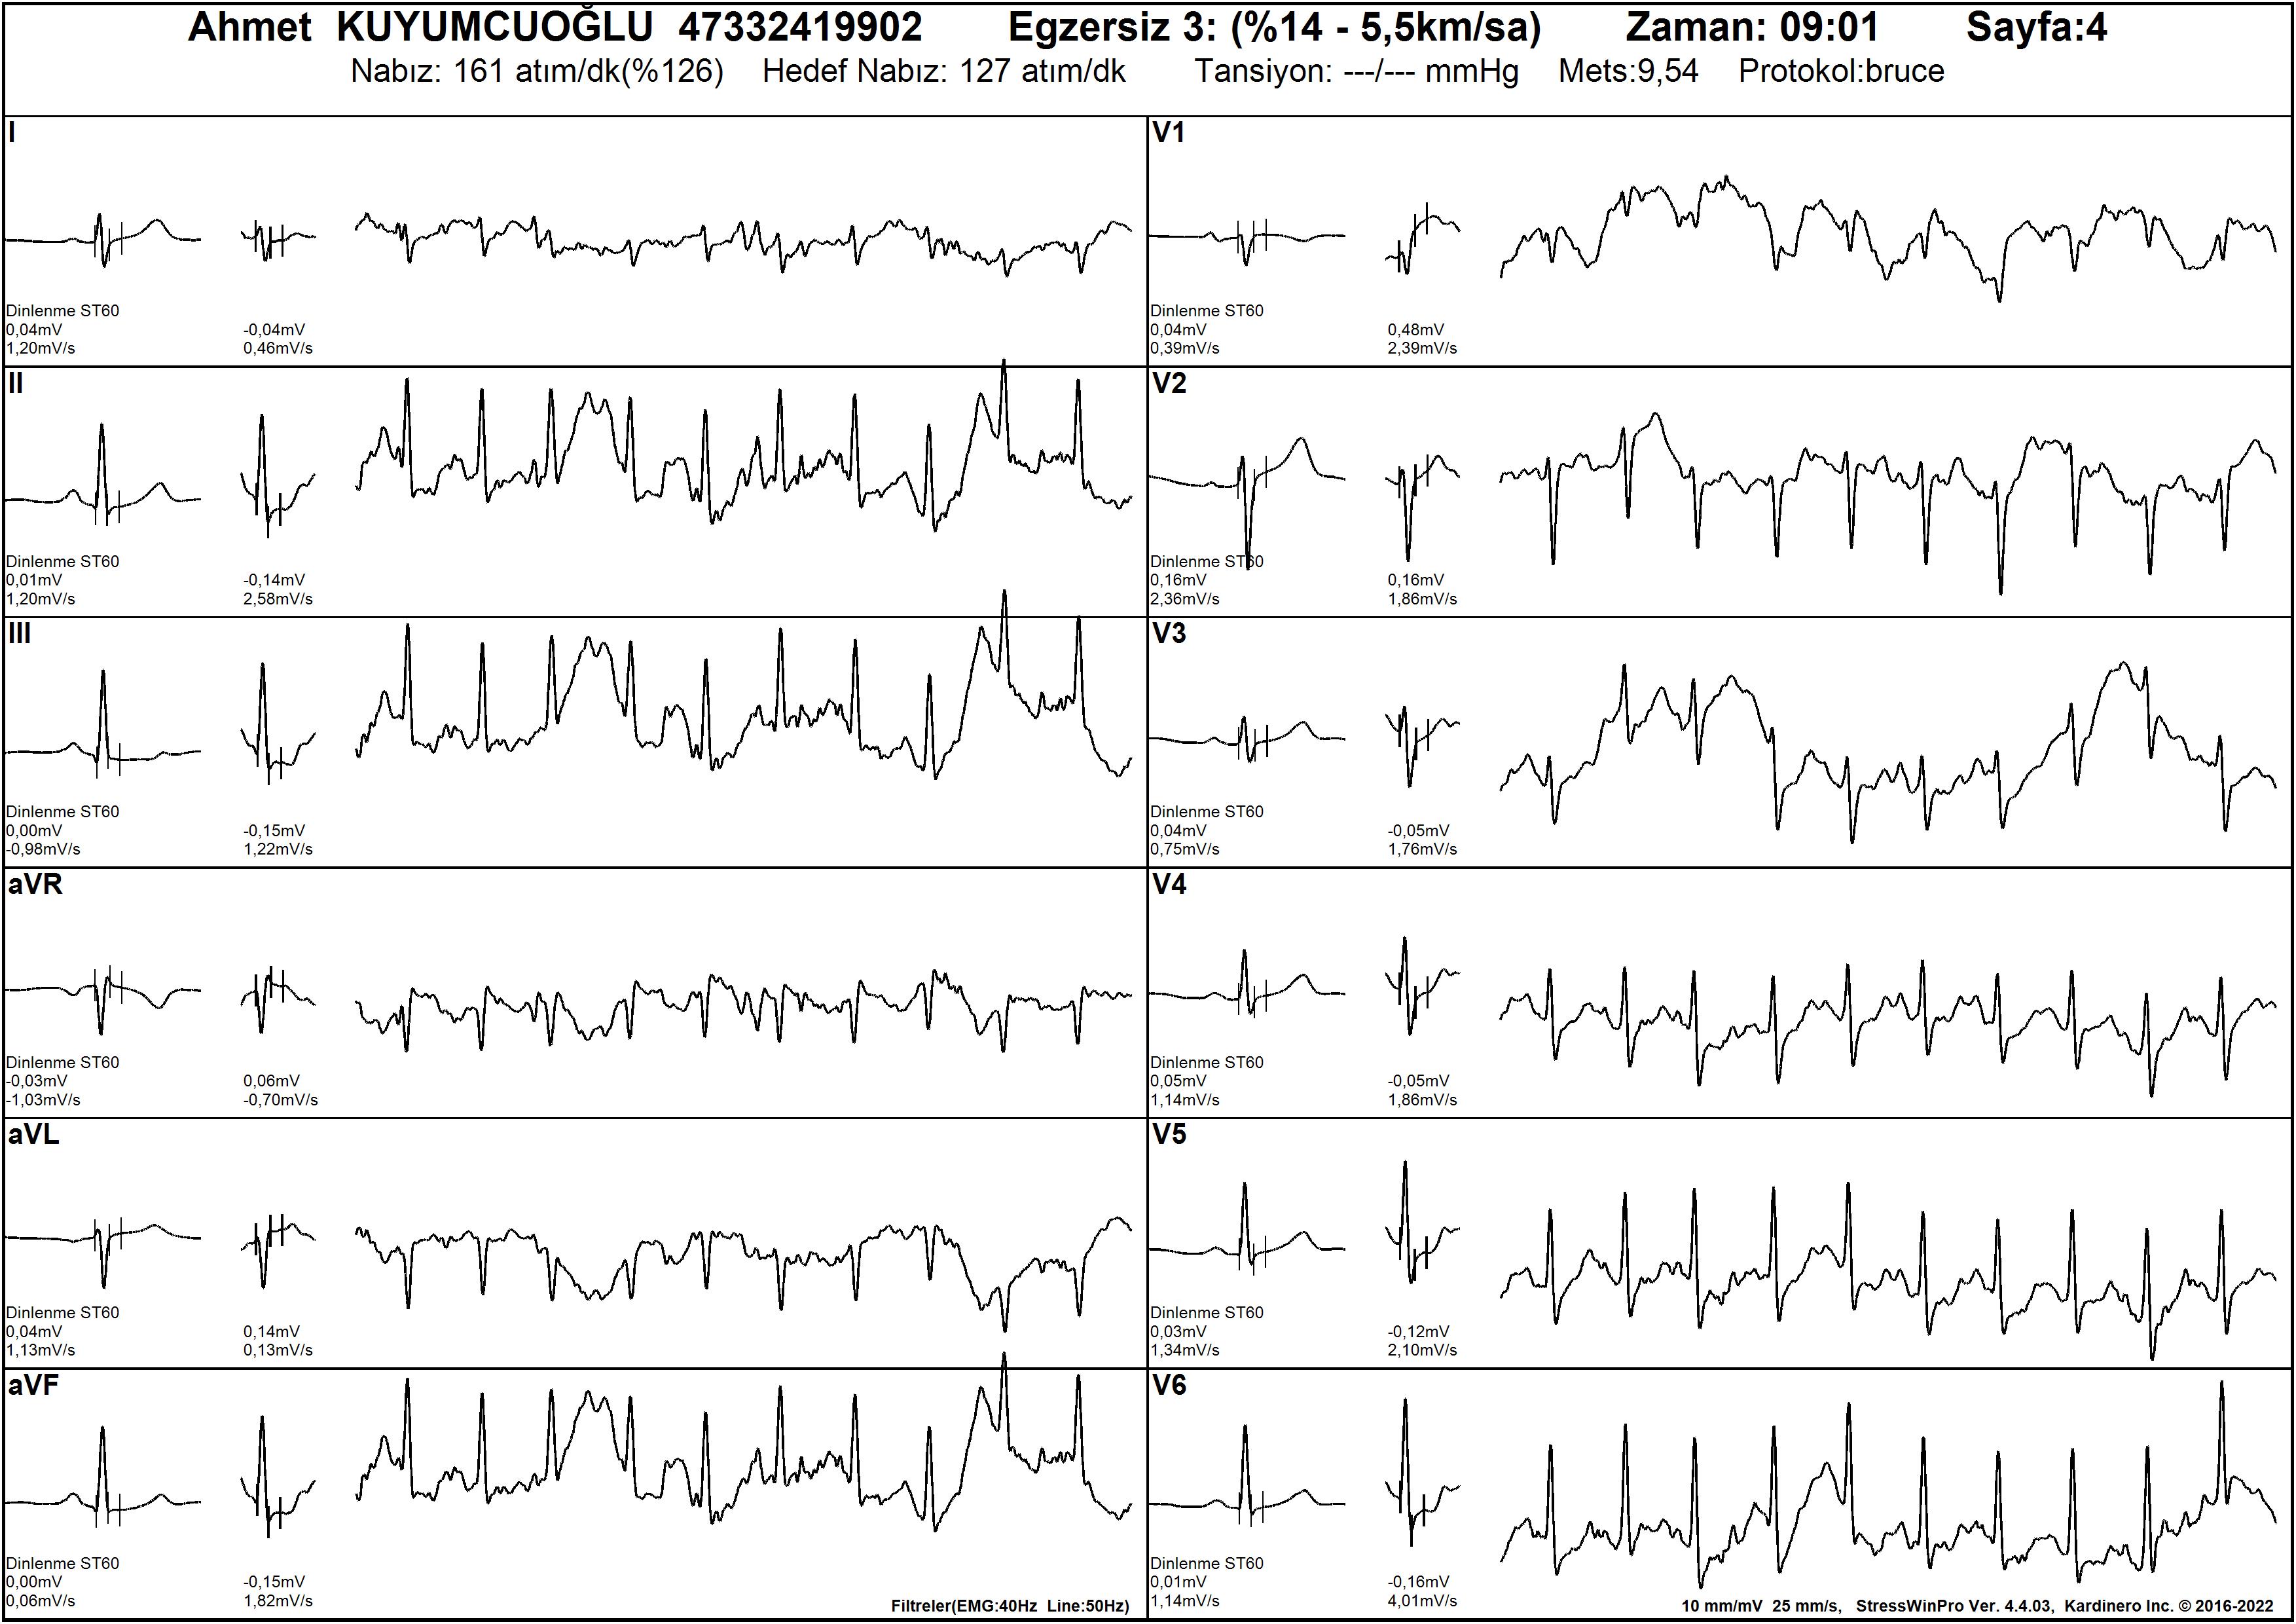 Ahmet KUYUMCUOĞLU 47332419902 Egzersiz 3: (%14 - 5,5km/sa) Zaman: 09:01 Sayfa:4
Nabız: 161 atım/dk(%126) Hedef Nabız: 127 atım/dk Tansiyon: ---/--- mmHg Mets:9,54 Protokol:bruce
I
Dinlenme ST60
0,04mV -0,04mV
1,20mV/s 0,46mV/s
II
Dinlenme ST60
0,01mV -0,14mV
1,20mV/s 2,58mV/s
III
Dinlenme ST60
0,00mV -0,15mV
-0,98mV/s 1,22mV/s
aVR
Dinlenme ST60
-0,03mV 0,06mV
-1,03mV/s -0,70mV/s
aVL
Dinlenme ST60
0,04mV 0,14mV
1,13mV/s 0,13mV/s
aVF
Dinlenme ST60
0,00mV -0,15mV
0,06mV/s 1,82mV/s
Filtreler(EMG:40Hz Line:50Hz)
V1
Dinlenme ST60
0,04mV 0,48mV
0,39mV/s 2,39mV/s
V2
Dinlenme ST60
0,16mV 0,16mV
2,36mV/s 1,86mV/s
V3
Dinlenme ST60
0,04mV -0,05mV
0,75mV/s 1,76mV/s
V4
Dinlenme ST60
0,05mV -0,05mV
1,14mV/s 1,86mV/s
V5
Dinlenme ST60
0,03mV -0,12mV
1,34mV/s 2,10mV/s
V6
Dinlenme ST60
0,01mV -0,16mV
1,14mV/s 4,01mV/s
10 mm/mV 25 mm/s, StressWinPro Ver. 4.4.03, Kardinero Inc. © 2016-2022